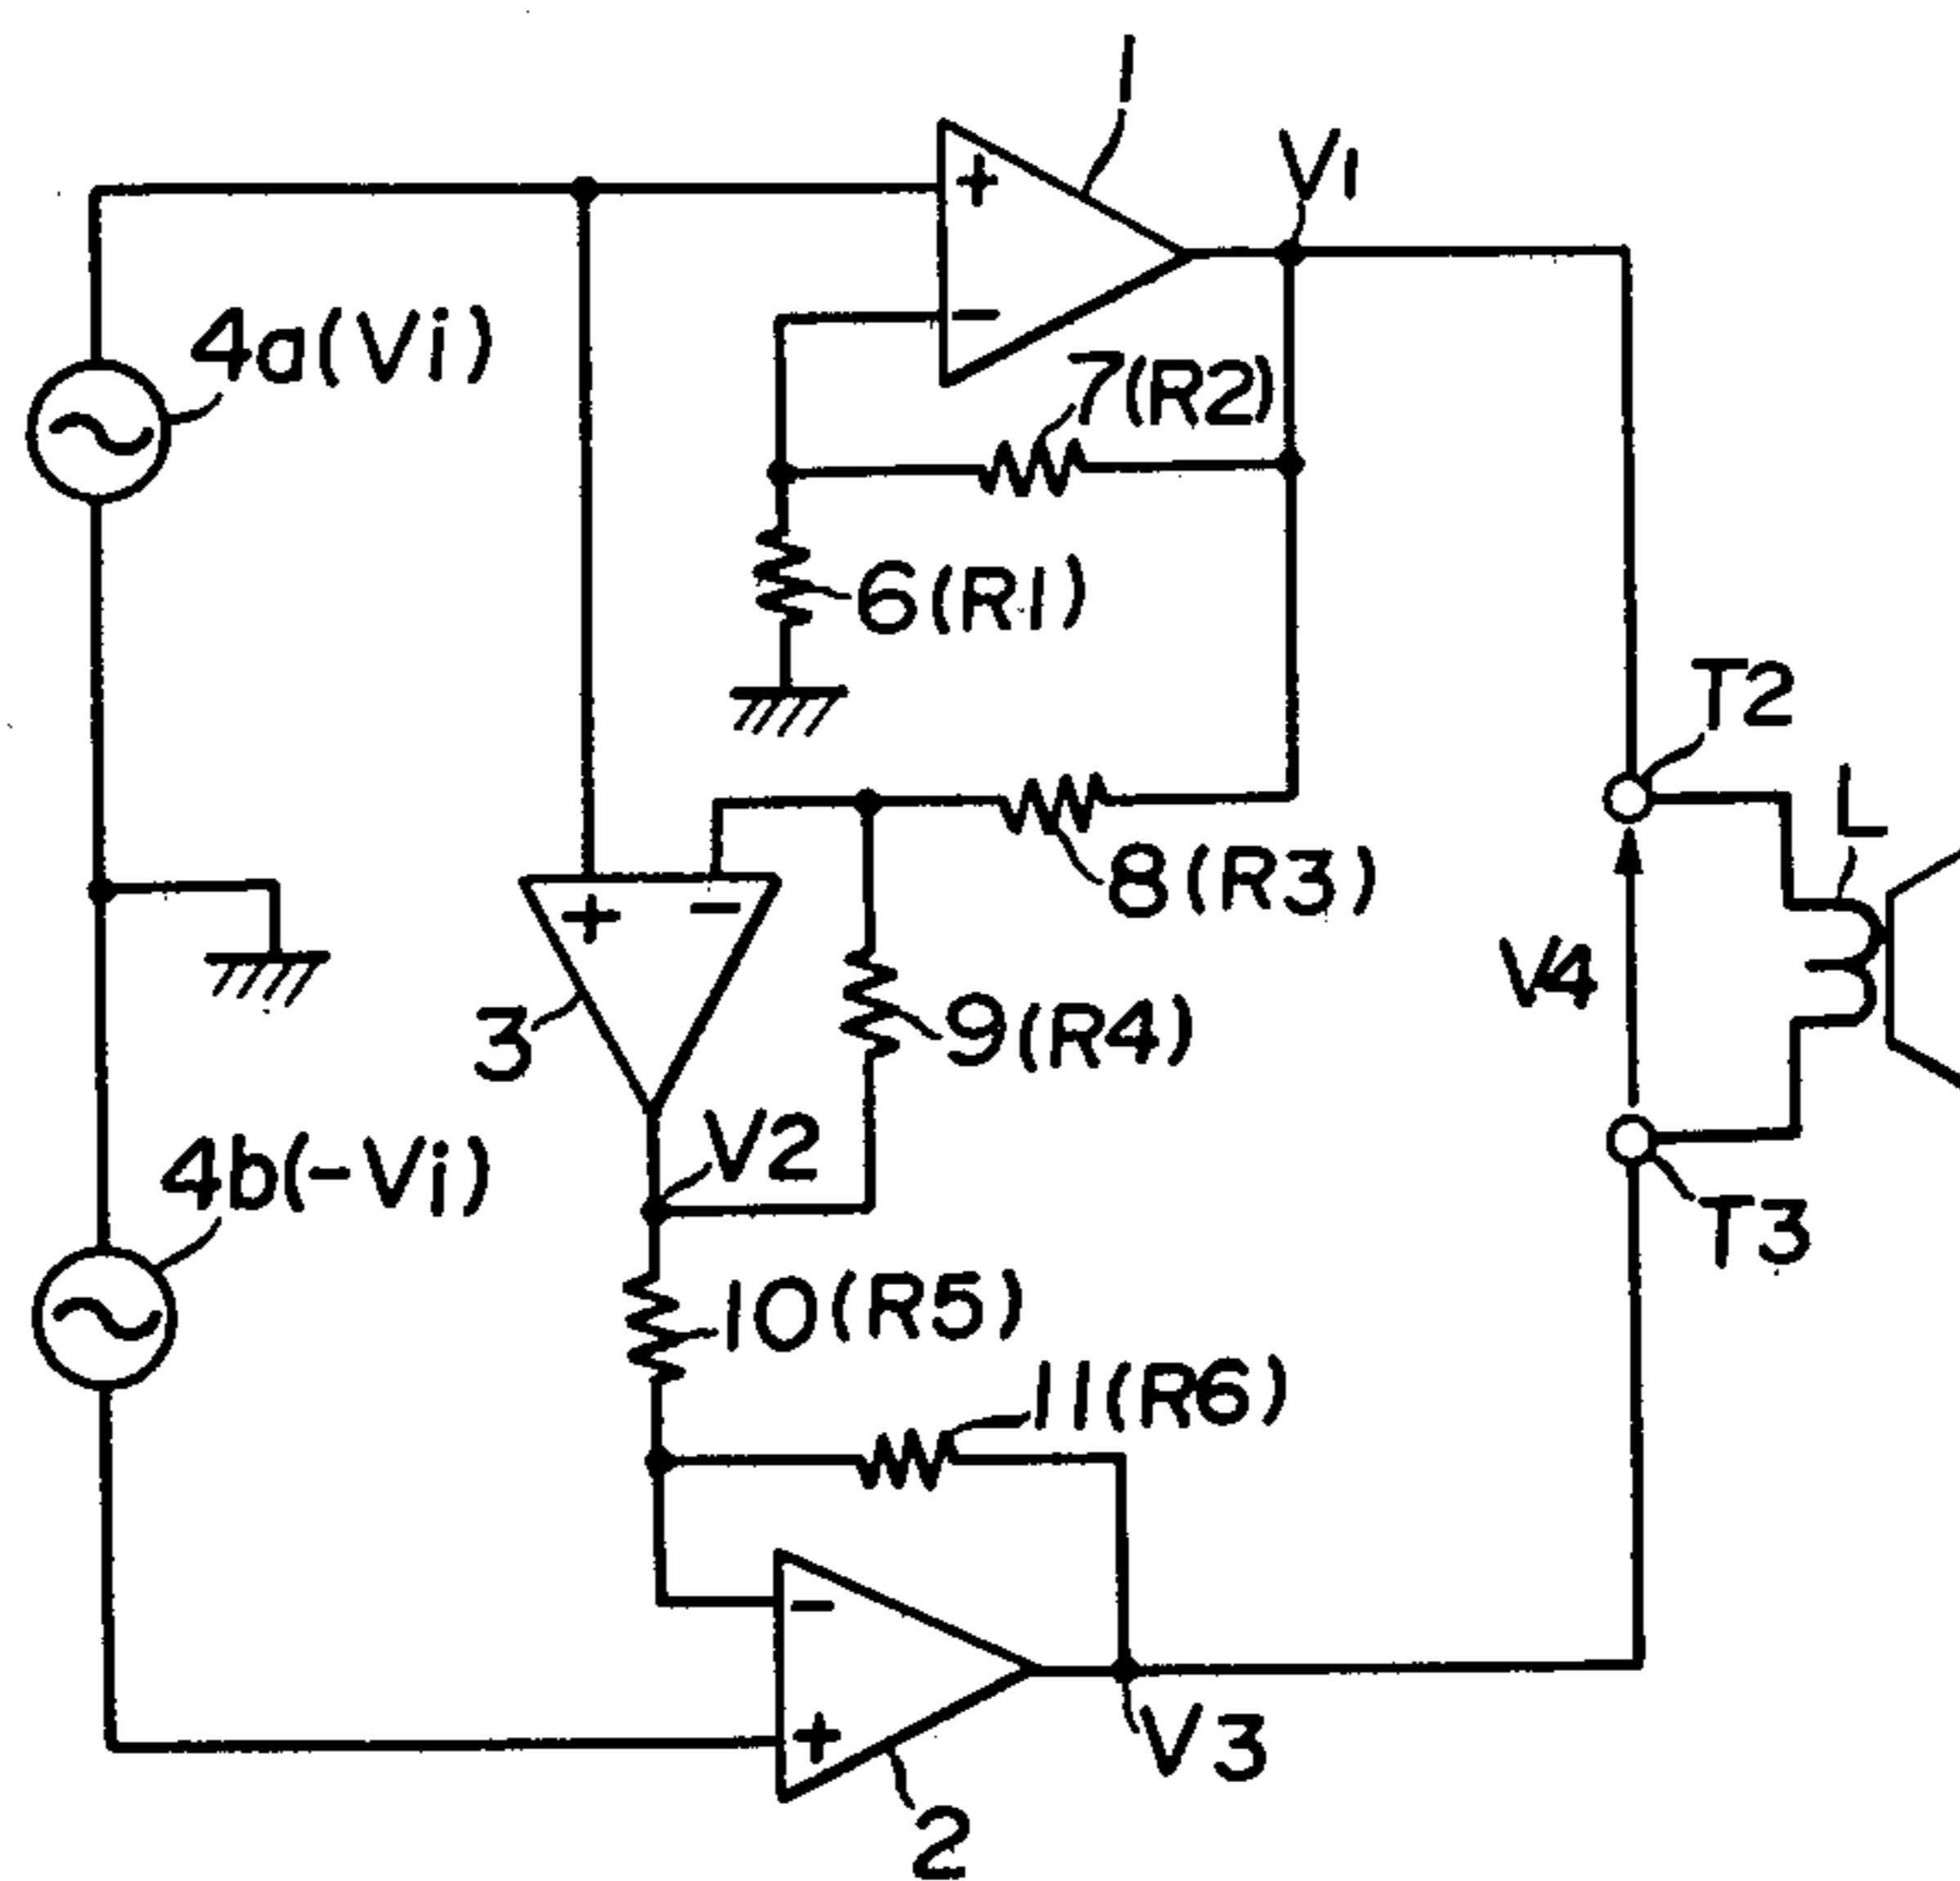 1
V1
+
4a(Vi)
−
7(R2)
6(R1)
T2
L
8(R3)
+ −
V4
3
9(R4)
V2
4b(-Vi)
T3
10(R5)
11(R6)
−
+
V3
2